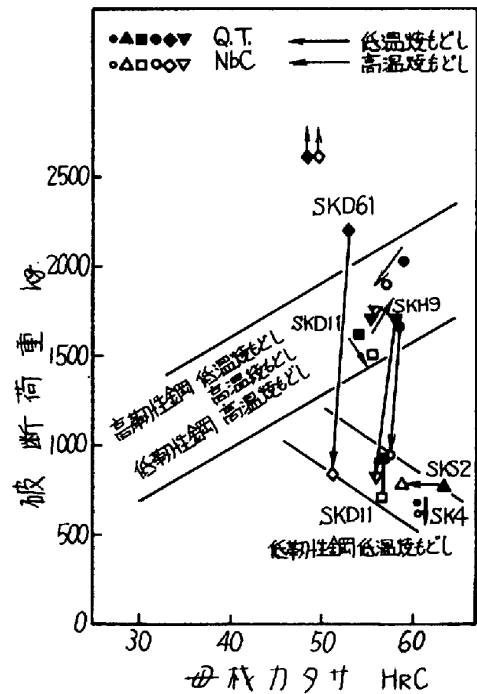 ●▲■●◆▼ Q.T. ← 低温焼もどし
○△□○◇▽ NbC ← 高温焼もどし
2500
SKD61
2000
SKD11
SKH9
1500
高靭性鋼 低温焼もどし
高温焼もどし
低靭性鋼 高温焼もどし
1000
SKS2
SKD11
SK4
低靭性鋼低温焼もどし
500
0
30 40 50 60
破断荷重 kg.
母材カタサ HRC